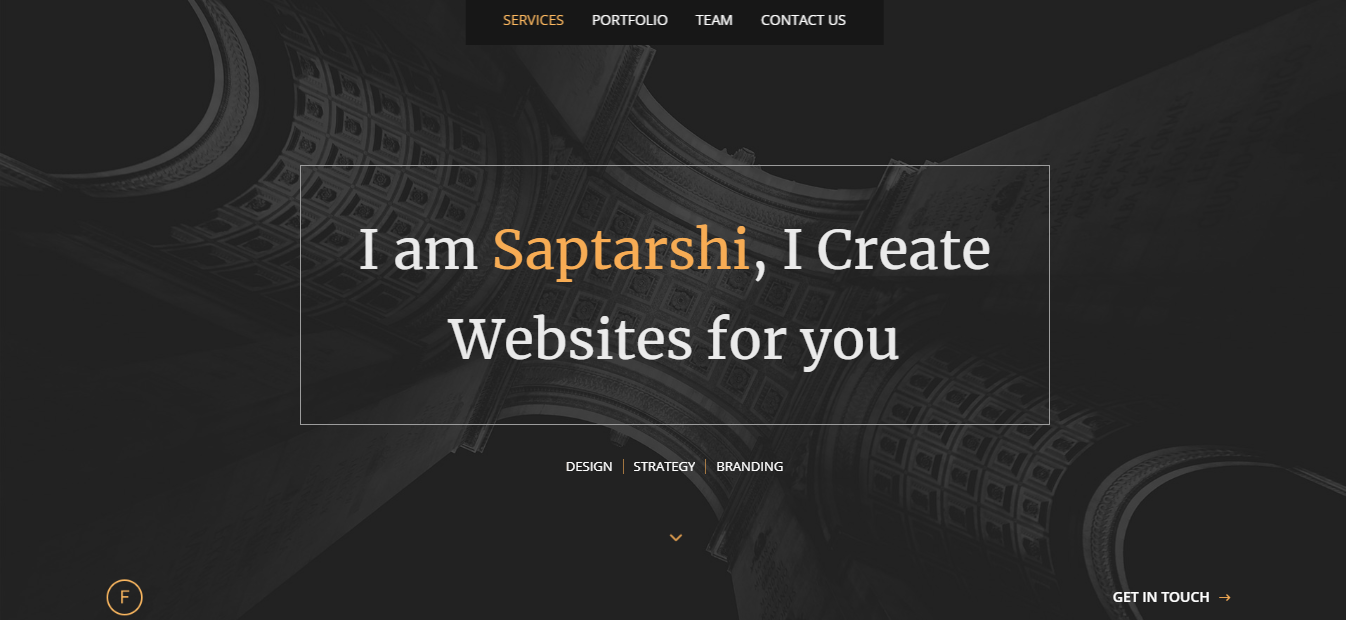 SERVICES PORTFOLIO TEAM CONTACT US
I am Saptarshi, I Create
Websites for you
DESIGN | STRATEGY | BRANDING
F
GET IN TOUCH →